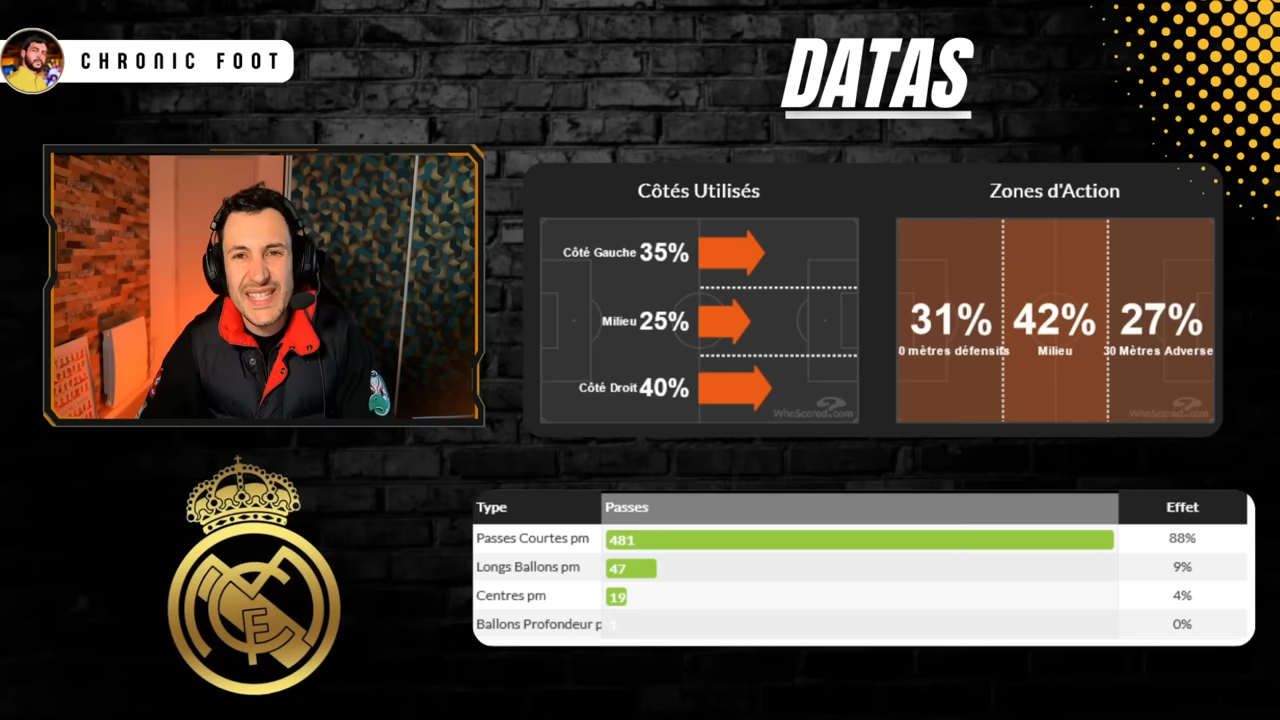 CHRONIC FOOT
DATAS
Côtés Utilisés
Côté Gauche 35%
Milieu 25%
Côté Droit 40%
WhoScored.com
Zones d'Action
31% 42% 27%
0 mètres défensifs Milieu 30 Mètres Adverse
WhoScored.com
Type Passes Effet
Passes Courtes pm 481 88%
Longs Ballons pm 47 9%
Centres pm 19 4%
Ballons Profondeur p 1 0%